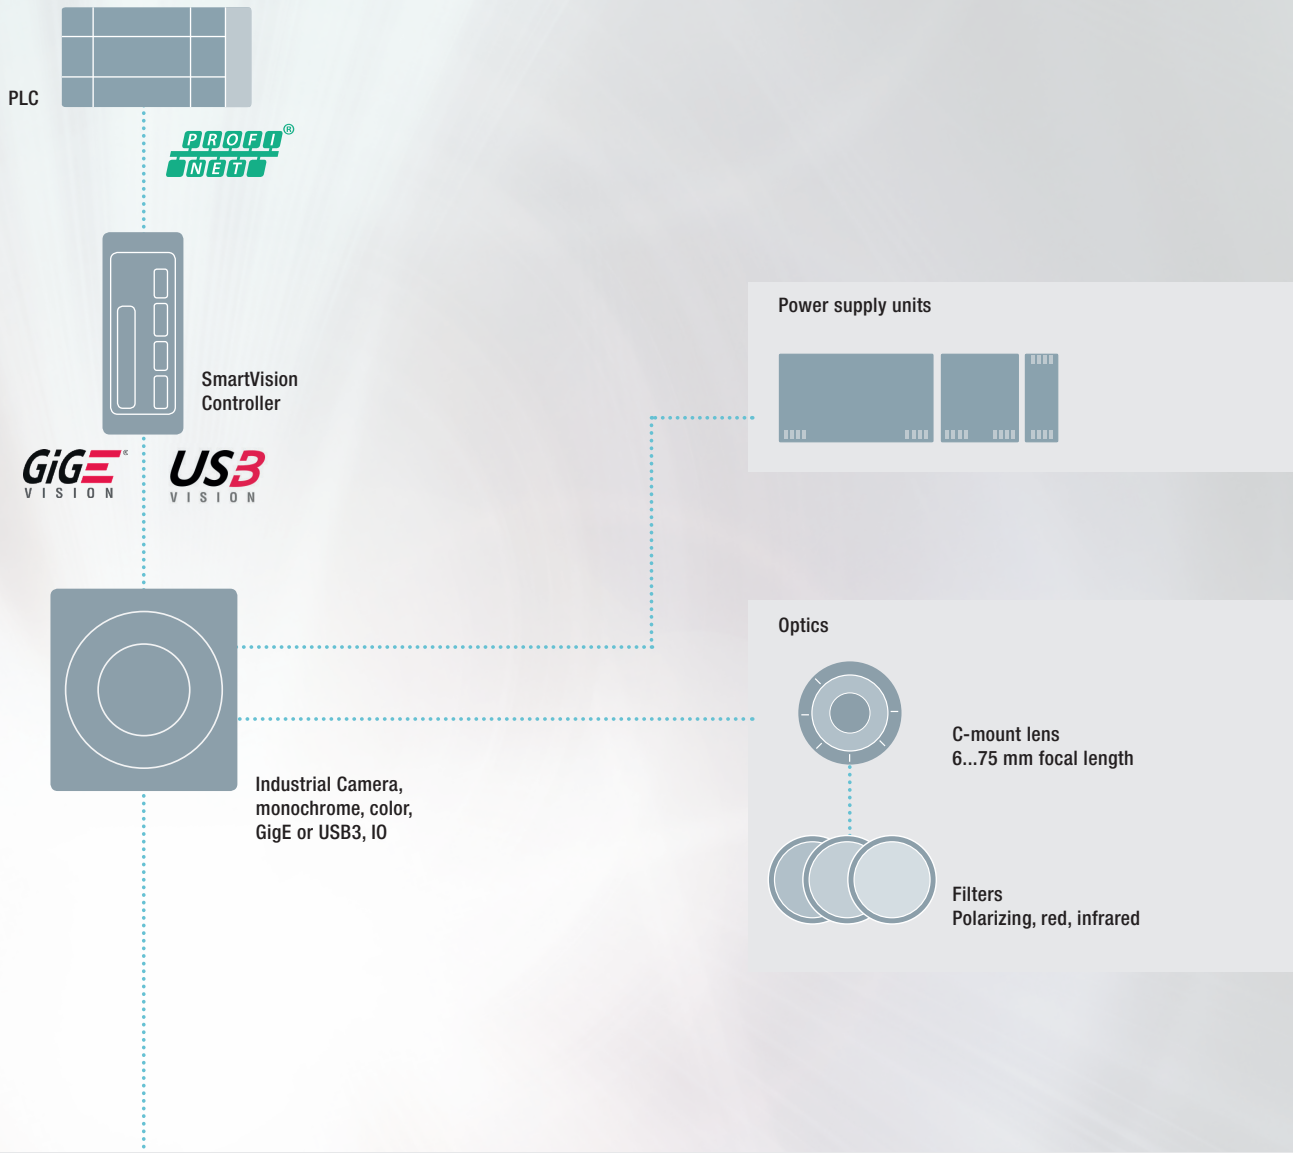 PLC
PROFI®
NET
SmartVision
Controller
GiGE®
VISION
USB
VISION
Power supply units
Optics
C-mount lens
6...75 mm focal length
Industrial Camera,
monochrome, color,
GigE or USB3, IO
Filters
Polarizing, red, infrared